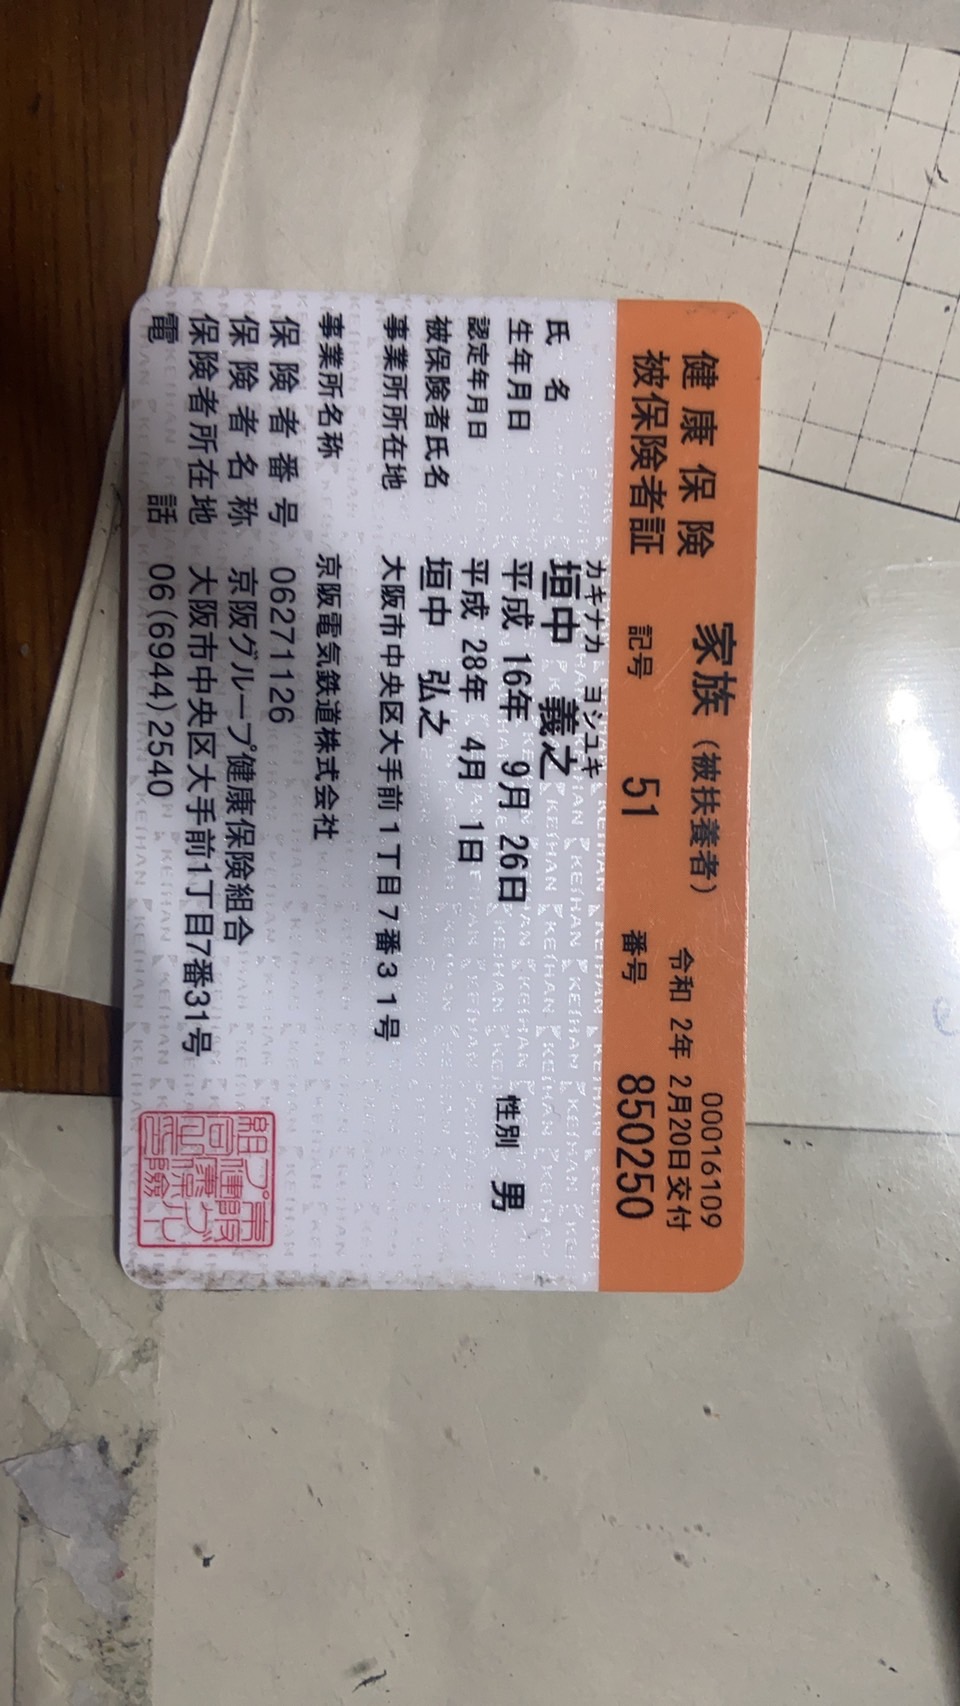 健康保険 家族（被扶養者） 00016109
被保険者証 令和 2年 2月20日交付
記号 51 番号 850250
カキナカ ヨシユキ
氏名 垣中 義之
生年月日 平成 16年 9月 26日 性別 男
認定年月日 平成 28年 4月 1日
被保険者氏名 垣中 弘之
事業所所在地 大阪市中央区大手前１丁目７番３１号
事業所名称 京阪電気鉄道株式会社
保険者番号 06271126
保険者名称 京阪グループ健康保険組合
保険者所在地 大阪市中央区大手前1丁目7番31号
電話 06(6944)2540
KEIHAN